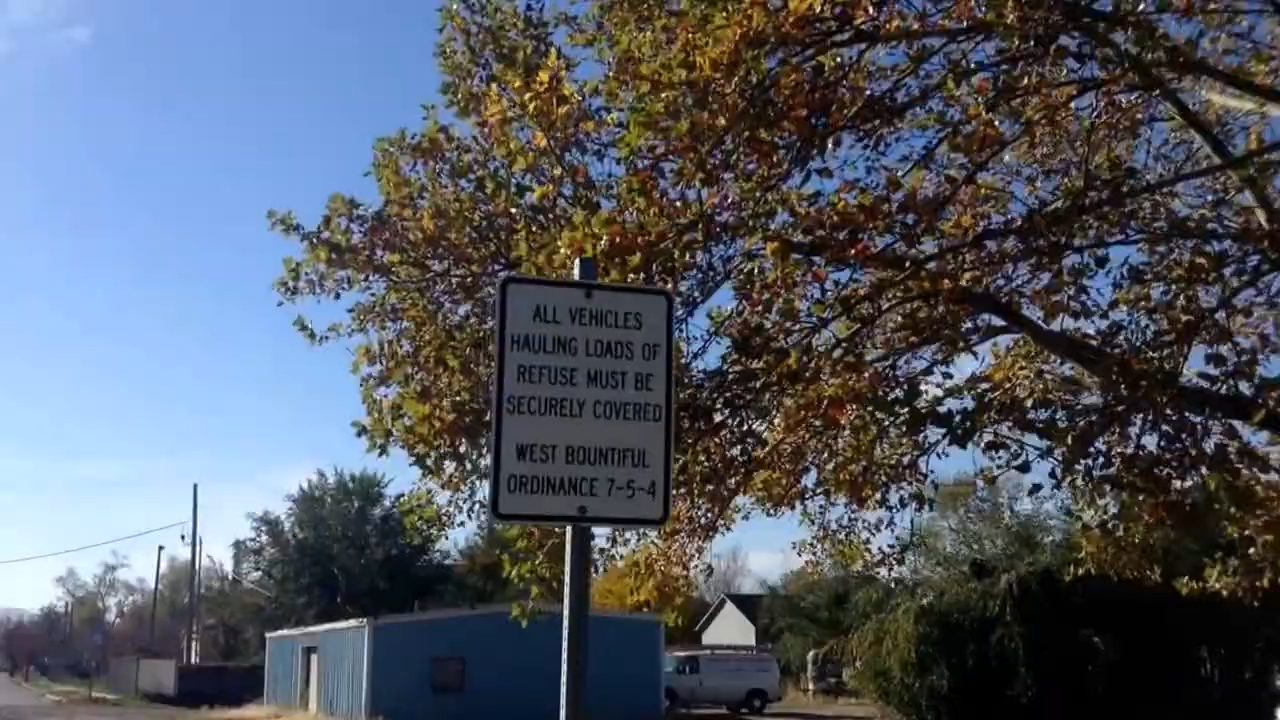 ALL VEHICLES
HAULING LOADS OF
REFUSE MUST BE
SECURELY COVERED
WEST BOUNTIFUL
ORDINANCE 7-5-4